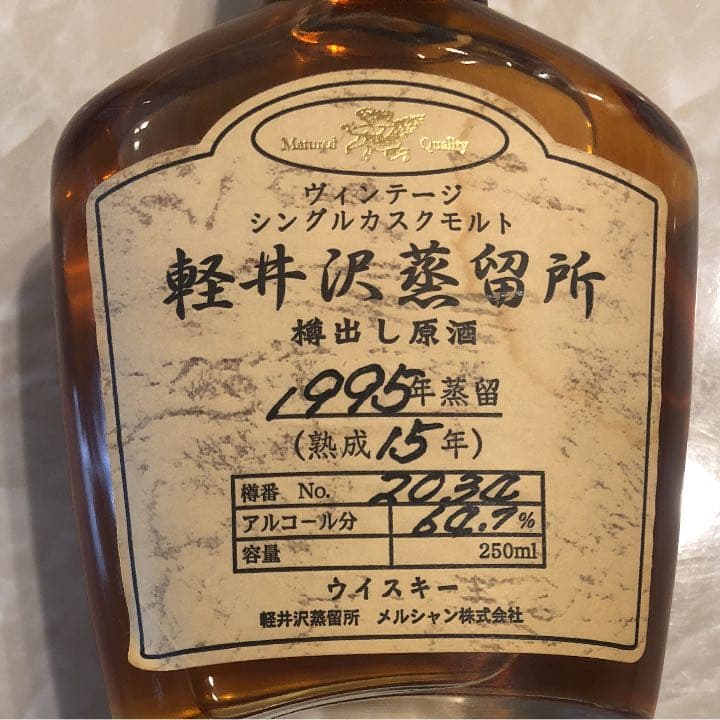 Matured Quality
ヴィンテージ
シングルカスクモルト
軽井沢蒸留所
樽出し原酒
1995年蒸留
(熟成15年)
樽番 No. 2034
アルコール分 64.7%
容量 250ml
ウイスキー
軽井沢蒸留所 メルシャン株式会社